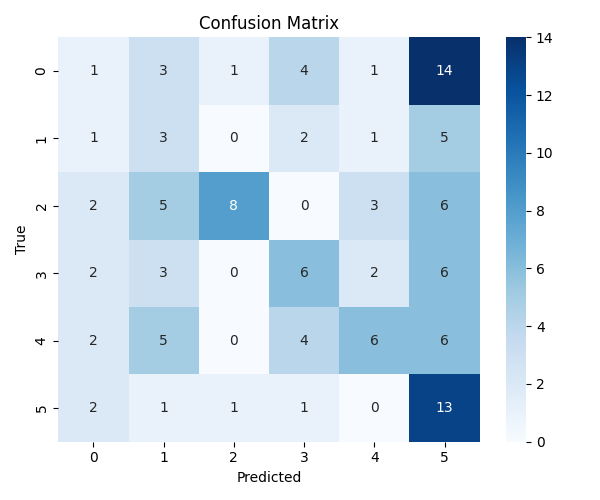 Confusion Matrix
14
0 1 3 1 4 1 14
12
1 1 3 0 2 1 5
10
2 2 5 8 0 3 6
8
True
3 2 3 0 6 2 6
6
4 2 5 0 4 6 6
4
2
5 2 1 1 1 0 13
0
0 1 2 3 4 5
Predicted